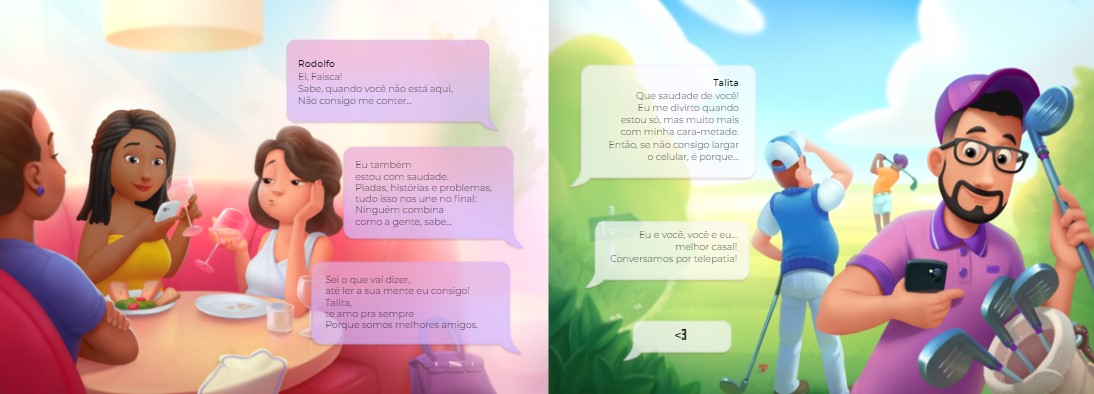 Rodolfo
Ei, Faisca!
Sabe, quando você não está aqui,
Não consigo me conter...
Eu também
estou com saudade.
Piadas, histórias e problemas,
tudo isso nos une no final:
Ninguém combina
como a gente, sabe...
Sei o que vai dizer,
até ler a sua mente eu consigo!
Talita,
te amo pra sempre
Porque somos melhores amigos.
Talita
Que saudade de você!
Eu me divirto quando
estou só, mas muito mais
com minha cara-metade.
Então, se não consigo largar
o celular, é porque...
Eu e você, você e eu...
melhor casal!
Conversamos por telepatia!
<3